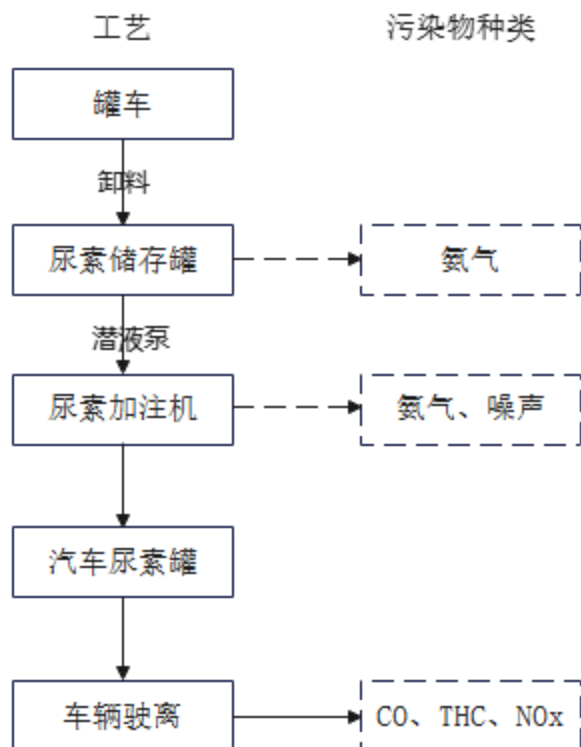 工艺 污染物种类
罐车
卸料
尿素储存罐 氨气
潜液泵
尿素加注机 氨气、噪声
汽车尿素罐
车辆驶离 CO、THC、NOx